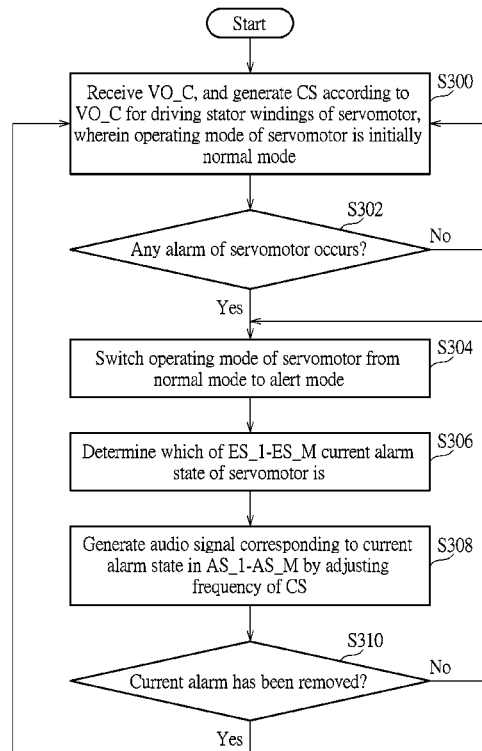 Start
S300
Receive VO_C, and generate CS according to
VO_C for driving stator windings of servomotor,
wherein operating mode of servomotor is initially
normal mode
S302
Any alarm of servomotor occurs?
No
Yes
S304
Switch operating mode of servomotor from
normal mode to alert mode
S306
Determine which of ES_1-ES_M current alarm
state of servomotor is
S308
Generate audio signal corresponding to current
alarm state in AS_1-AS_M by adjusting
frequency of CS
S310
Current alarm has been removed?
No
Yes